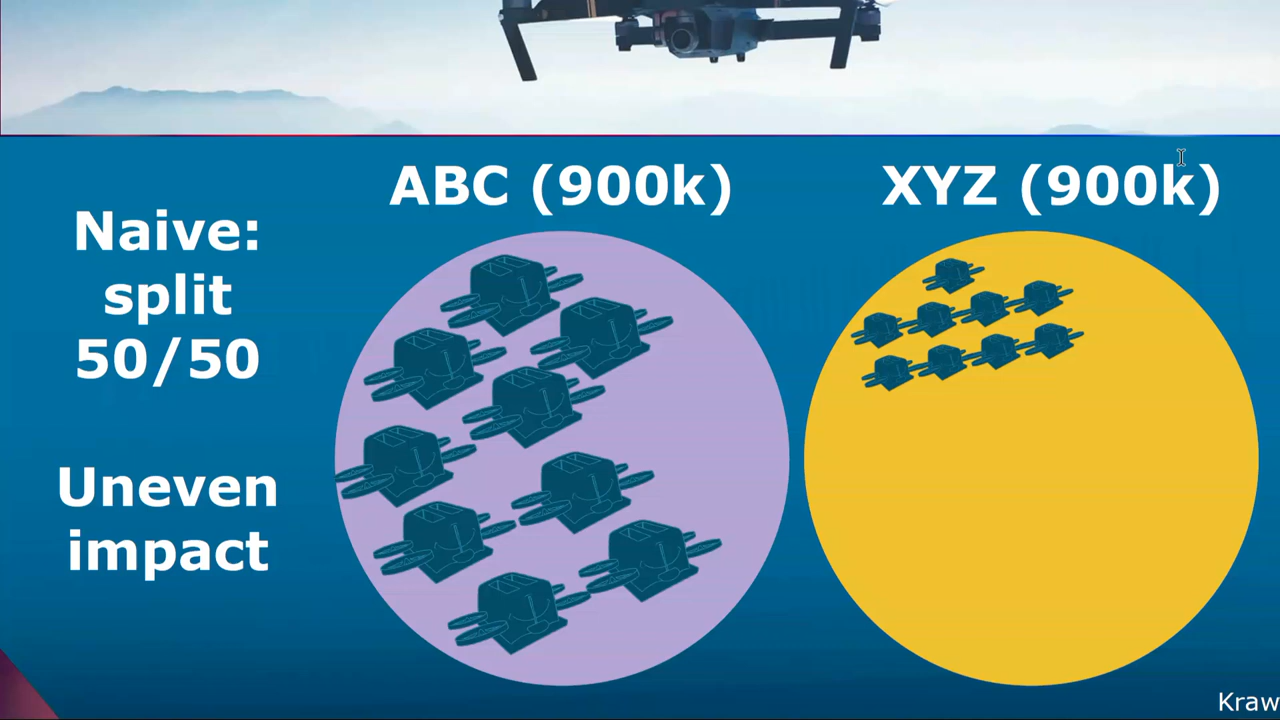 Naive:
split
50/50
Uneven
impact
ABC (900k)
XYZ (900k)
Kraw